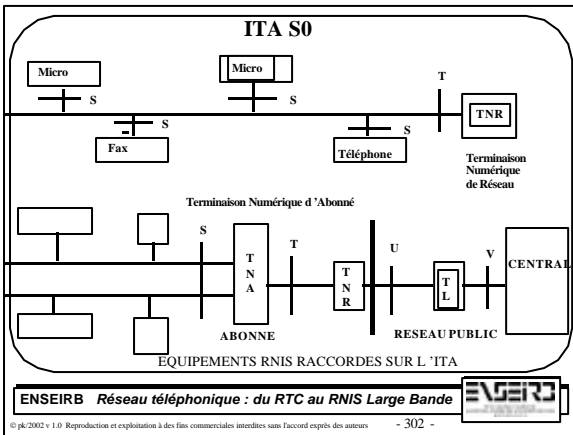 ITA S0
Micro
Micro
T
S
S
TNR
S
S
Fax
Téléphone
Terminaison
Numérique
de Réseau
Terminaison Numérique d 'Abonné
S
T
U
V
T
N
A
T
N
R
T
L
CENTRAL
ABONNE
RESEAU PUBLIC
EQUIPEMENTS RNIS RACCORDES SUR L 'ITA
ENSEIRB Réseau téléphonique : du RTC au RNIS Large Bande
ENSEIRB
© pk/2002 v 1.0 Reproduction et exploitation à des fins commerciales interdites sans l'accord exprès des auteurs
- 302 -